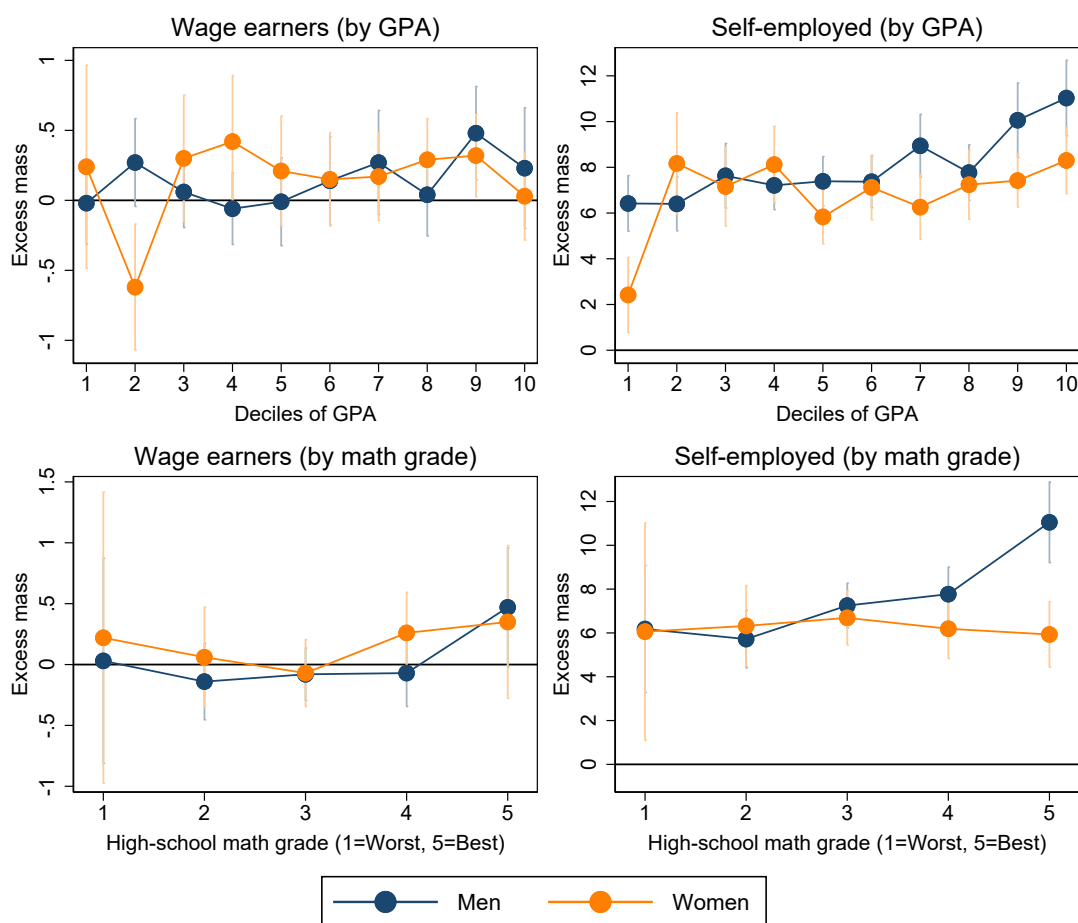 Wage earners (by GPA)
Excess mass
1
.5
0
-.5
-1
1 2 3 4 5 6 7 8 9 10
Deciles of GPA
Self-employed (by GPA)
Excess mass
12
10
8
6
4
2
0
1 2 3 4 5 6 7 8 9 10
Deciles of GPA
Wage earners (by math grade)
Excess mass
1.5
1
.5
0
-.5
-1
1 2 3 4 5
High-school math grade (1=Worst, 5=Best)
Self-employed (by math grade)
Excess mass
12
10
8
6
4
2
0
1 2 3 4 5
High-school math grade (1=Worst, 5=Best)
Men Women